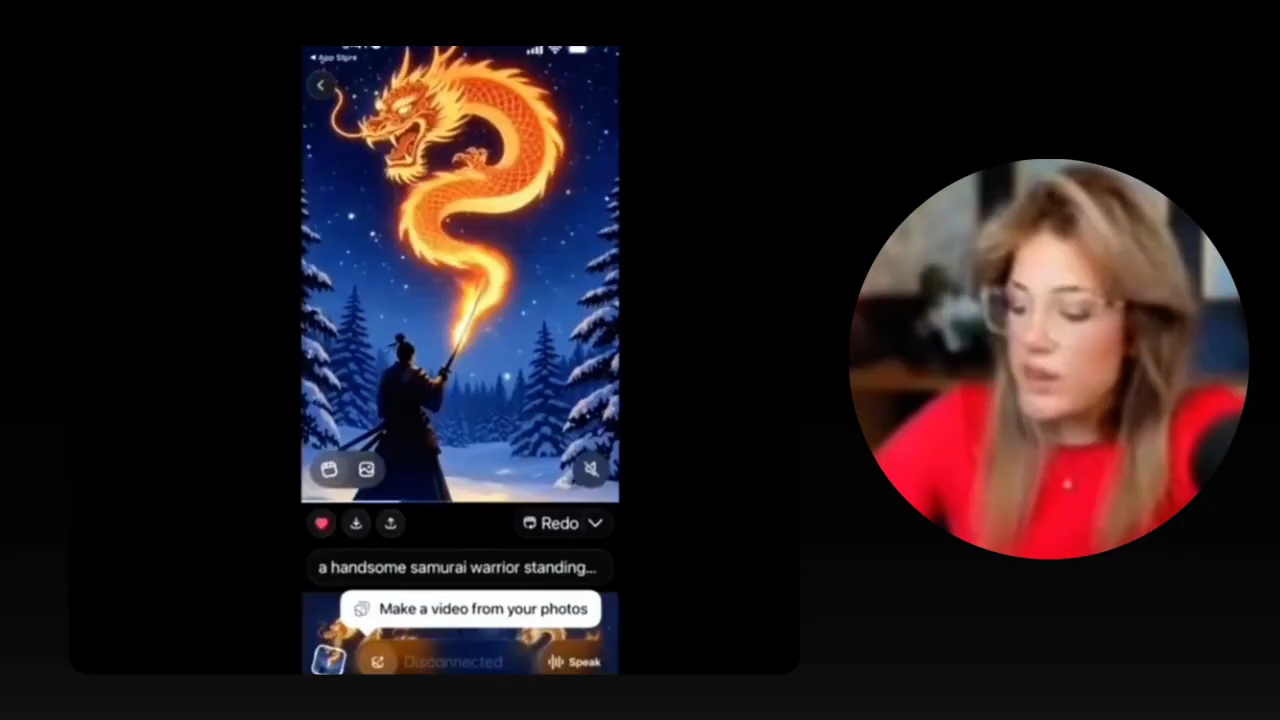 ◀ App Store
Redo
a handsome samurai warrior standing...
Make a video from your photos
Disconnected
Speak